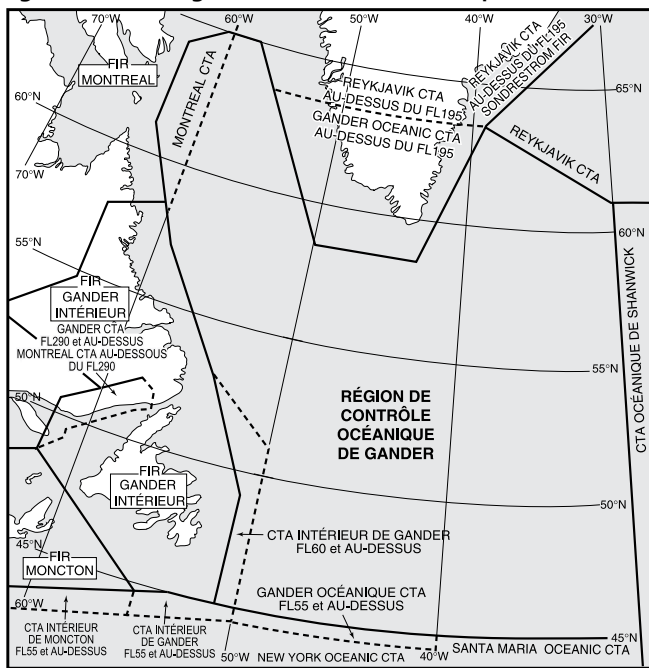 70°W
60°W
50°W
40°W
30°W
FIR
MONTREAL
MONTREAL CTA
REYKJAVIK CTA
AU-DESSUS DU FL195
GANDER OCEANIC CTA
AU-DESSUS DU FL195
REYKJAVIK CTA
AU-DESSUS DU FL195
SONDRESTROM FIR
65°N
60°N
REYKJAVIK CTA
70°W
60°N
55°N
FIR
GANDER
INTÉRIEUR
GANDER CTA
FL290 et AU-DESSUS
MONTREAL CTA AU-DESSOUS
DU FL290
55°N
50°N
RÉGION DE
CONTRÔLE
OCÉANIQUE
DE GANDER
CTA OCÉANIQUE DE SHANWICK
FIR
GANDER
INTÉRIEUR
50°N
CTA INTÉRIEUR DE GANDER
FL60 et AU-DESSUS
45°N
FIR
MONCTON
GANDER OCÉANIQUE CTA
FL55 et AU-DESSUS
60°W
CTA INTÉRIEUR
DE MONCTON
FL55 et AU-DESSUS
CTA INTÉRIEUR
DE GANDER
FL55 et AU-DESSUS
50°W
NEW YORK OCEANIC CTA
40°W
SANTA MARIA OCEANIC CTA
45°N